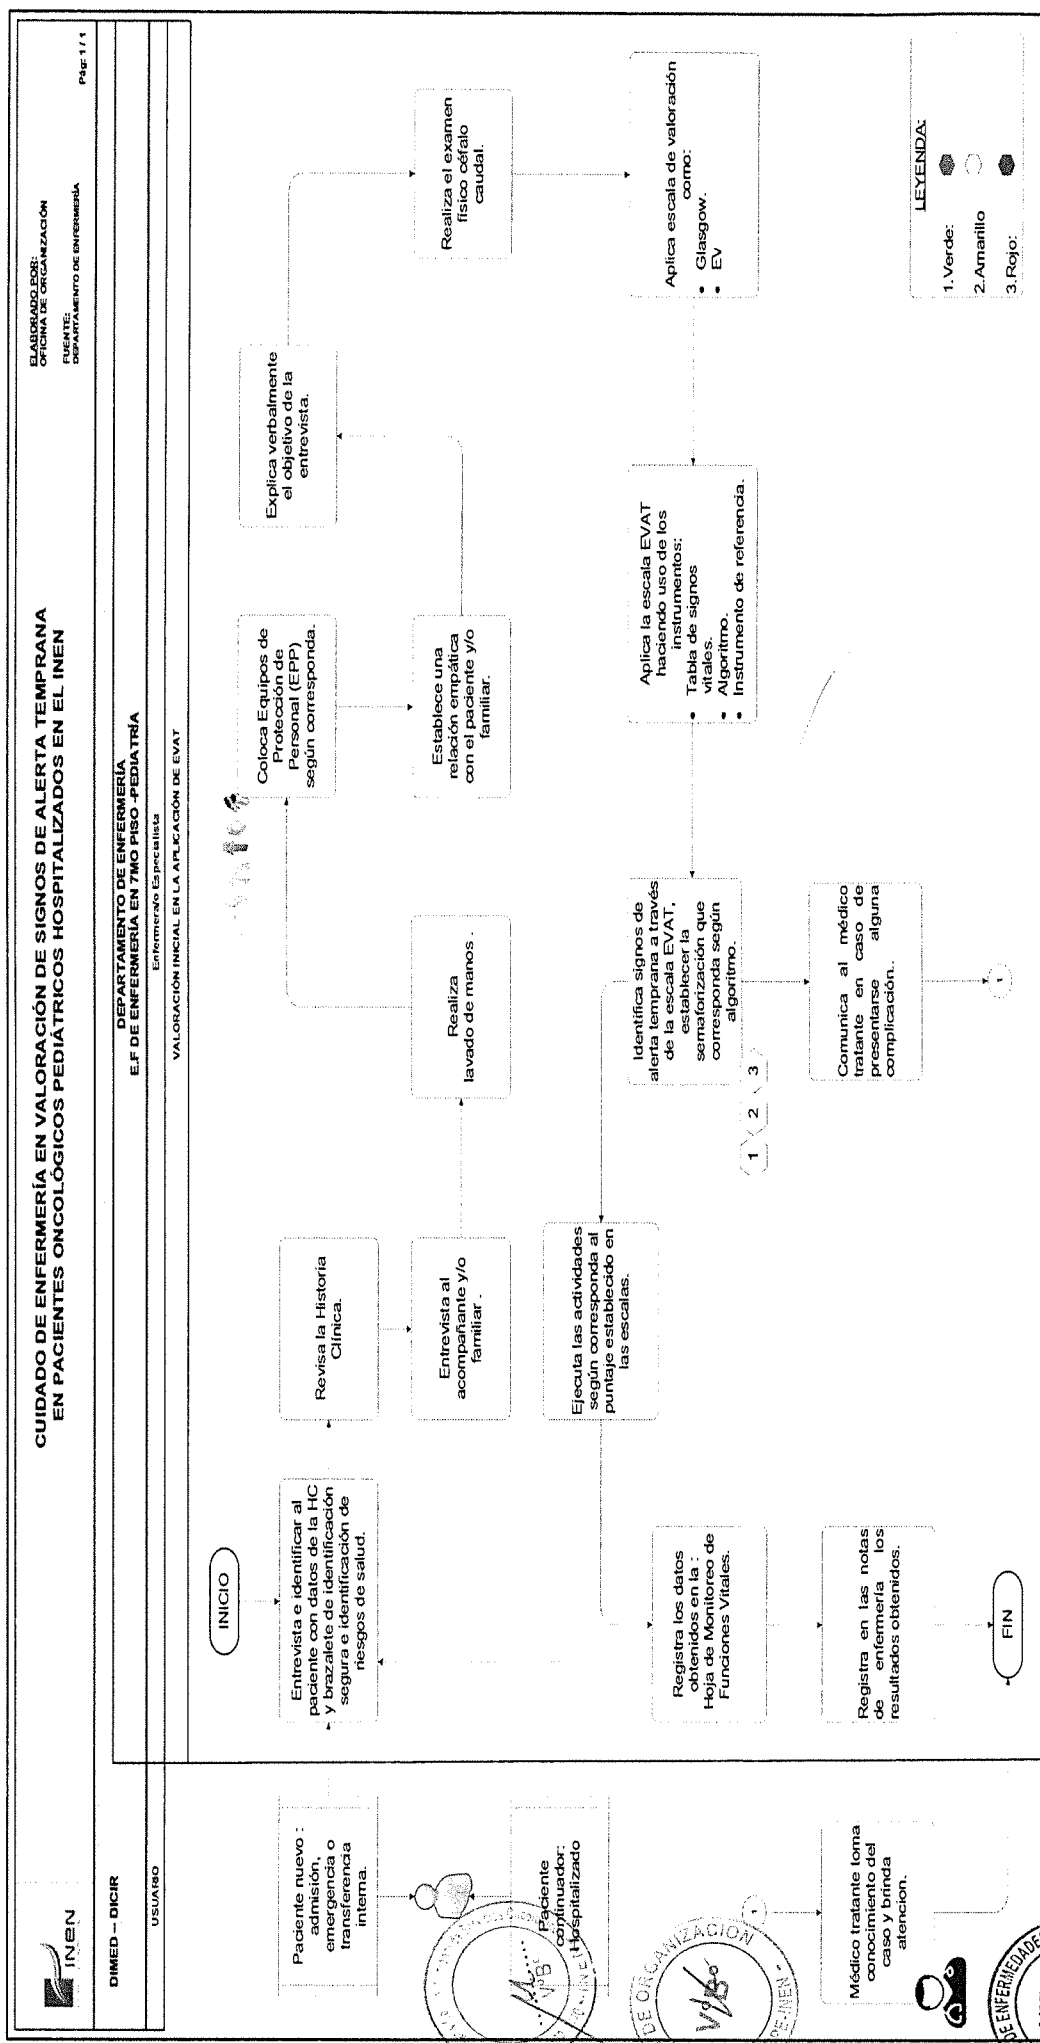 INEN
CUIDADO DE ENFERMERÍA EN VALORACIÓN DE SIGNOS DE ALERTA TEMPRANA
EN PACIENTES ONCOLÓGICOS PEDIÁTRICOS HOSPITALIZADOS EN EL INEN
ELABORADO POR:
OFICINA DE ORGANIZACIÓN
FUENTE:
DEPARTAMENTO DE ENFERMERÍA
Pág: 1 / 1
DIMED – DICIR
DEPARTAMENTO DE ENFERMERÍA
E.F DE ENFERMERÍA EN 7MO PISO -PEDIATRÍA
USUARIO
Enfermera/o Especialista
VALORACIÓN INICIAL EN LA APLICACIÓN DE EVAT
INICIO
Paciente nuevo :
admisión,
emergencia o
transferencia
interna.
Paciente
continuador:
Hospitalizado
Entrevista e identificar al
paciente con datos de la HC
y brazalete de identificación
segura e identificación de
riesgos de salud.
Revisa la Historia
Clínica.
Entrevista al
acompañante y/o
familiar .
Realiza
lavado de manos .
Coloca Equipos de
Protección de
Personal (EPP)
según corresponda.
Establece una
relación empática
con el paciente y/o
familiar.
Explica verbalmente
el objetivo de la
entrevista.
Realiza el examen
físico céfalo
caudal.
Aplica escala de valoración
como:
• Glasgow.
• EV
Aplica la escala EVAT
haciendo uso de los
instrumentos:
• Tabla de signos
vitales.
• Algoritmo.
• Instrumento de referencia.
Identifica signos de
alerta temprana a través
de la escala EVAT,
establecer la
semaforización que
corresponda según
algoritmo.
1 2 3
Ejecuta las actividades
según corresponda al
puntaje establecido en
las escalas.
Comunica al médico
tratante en caso de
presentarse alguna
complicación..
1
Registra los datos
obtenidos en la :
Hoja de Monitoreo de
Funciones Vitales.
Registra en las notas
de enfermería los
resultados obtenidos.
FIN
1
Médico tratante toma
conocimiento del
caso y brinda
atencion.
LEYENDA:
1.Verde:
2.Amarillo
3.Rojo:
V°B°
DE ORGANIZACIÓN
V°B°
DE ENFERMEDADE